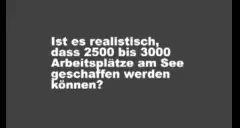 Ist es realistisch,
dass 2500 bis 3000
Arbeitsplätze am See
geschaffen werden
können?